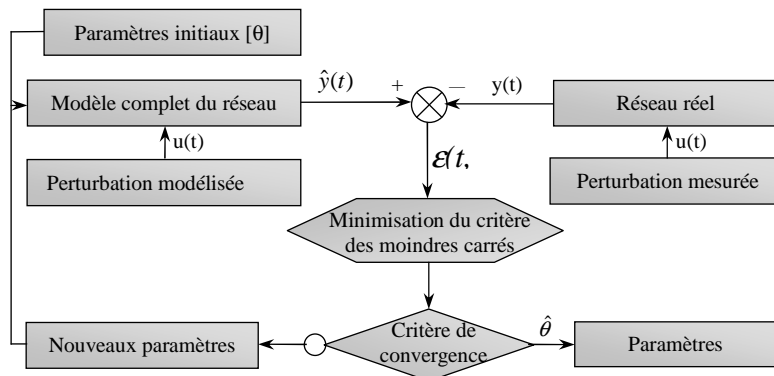 Paramètres initiaux [θ]
Modèle complet du réseau
ŷ(t)
+
−
y(t)
Réseau réel
u(t)
u(t)
Perturbation modélisée
ε(t,
Perturbation mesurée
Minimisation du critère
des moindres carrés
Nouveaux paramètres
Critère de
convergence
θ̂
Paramètres